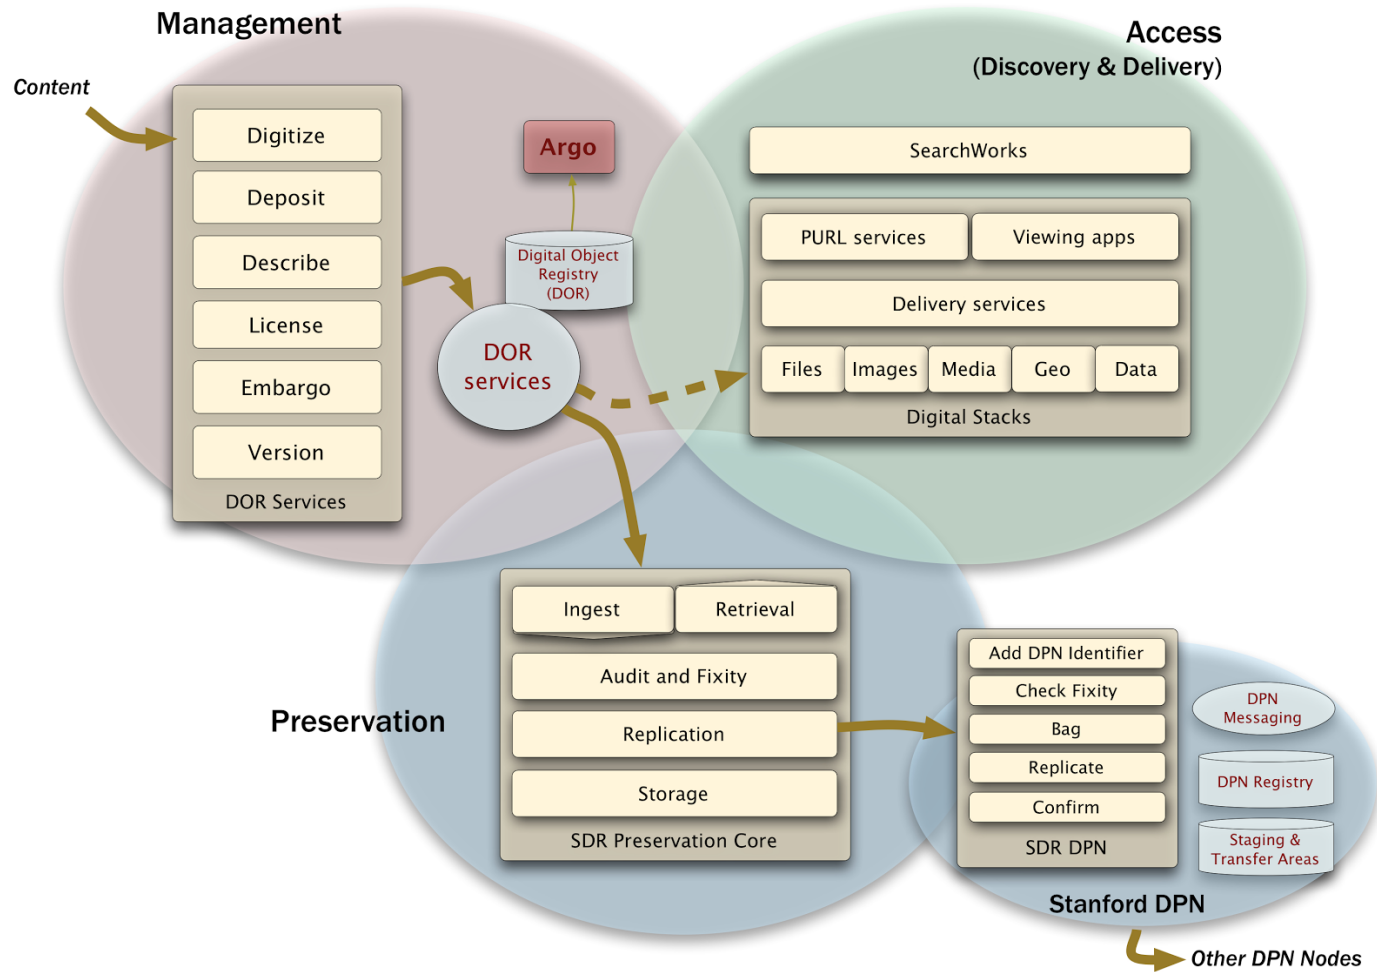 Management
Access
(Discovery & Delivery)
Content
Digitize
Deposit
Describe
License
Embargo
Version
DOR Services
Argo
Digital Object
Registry
(DOR)
DOR
services
SearchWorks
PURL services
Viewing apps
Delivery services
Files
Images
Media
Geo
Data
Digital Stacks
Preservation
Ingest
Retrieval
Audit and Fixity
Replication
Storage
SDR Preservation Core
Add DPN Identifier
Check Fixity
Bag
Replicate
Confirm
SDR DPN
DPN
Messaging
DPN Registry
Staging &
Transfer Areas
Stanford DPN
Other DPN Nodes